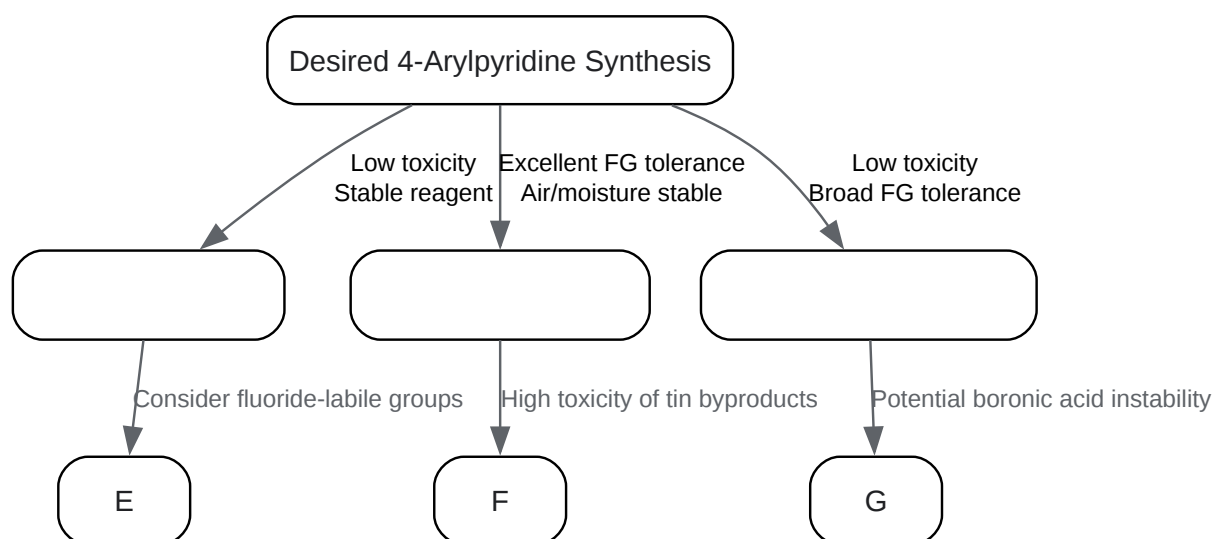 Desired 4-Arylpyridine Synthesis
Low toxicity
Stable reagent
Excellent FG tolerance
Air/moisture stable
Low toxicity
Broad FG tolerance
Consider fluoride-labile groups
High toxicity of tin byproducts
Potential boronic acid instability
E
F
G